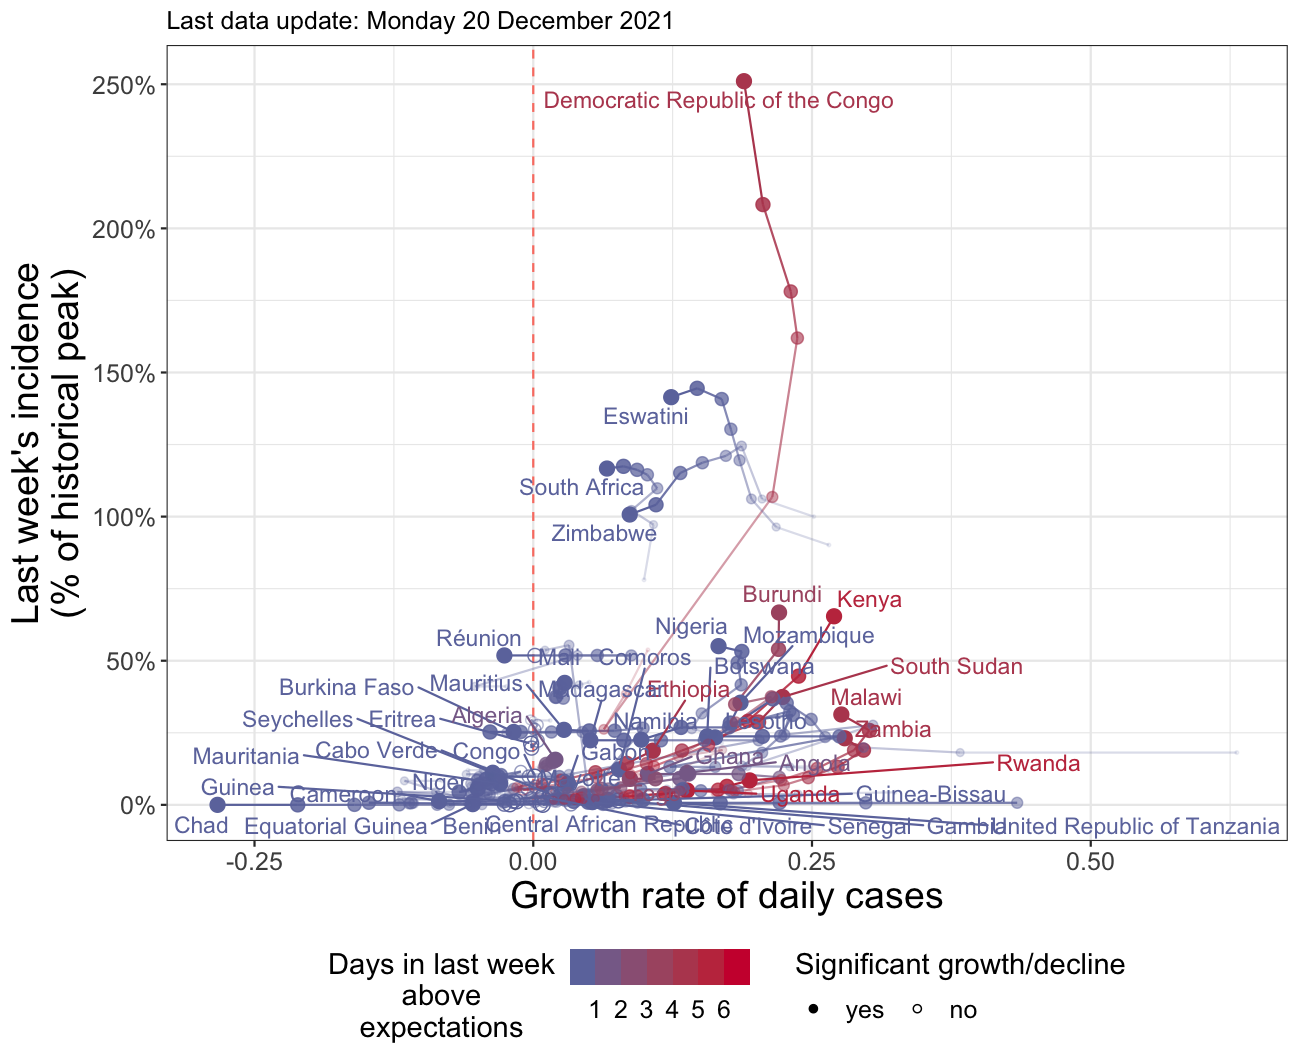 Last data update: Monday 20 December 2021
250%
200%
150%
100%
50%
0%
Last week's incidence
(% of historical peak)
Democratic Republic of the Congo
Eswatini
South Africa
Zimbabwe
Burundi
Kenya
Nigeria
Mozambique
Réunion
Mali
Comoros
Botswana
South Sudan
Burkina Faso
Mauritius
Madagascar
Ethiopia
Malawi
Seychelles
Eritrea
Algeria
Namibia
Lesotho
Zambia
Mauritania
Cabo Verde
Congo
Gabon
Ghana
Angola
Rwanda
Guinea
Cameroon
Niger
Mayotte
Uganda
Guinea-Bissau
Chad
Equatorial Guinea
Benin
Central African Republic
Côte d'Ivoire
Senegal
Gambia
United Republic of Tanzania
-0.25
0.00
0.25
0.50
Growth rate of daily cases
Days in last week
above
expectations
1 2 3 4 5 6
Significant growth/decline
yes
no